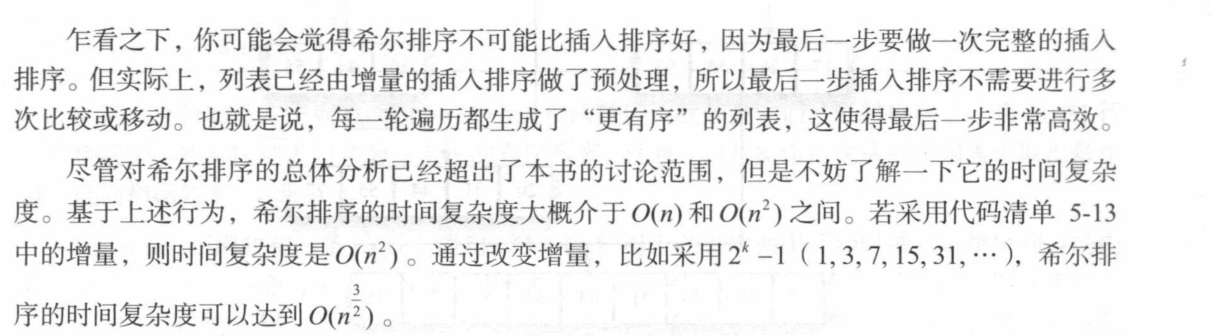 乍看之下，你可能会觉得希尔排序不可能比插入排序好，因为最后一步要做一次完整的插入
排序。但实际上，列表已经由增量的插入排序做了预处理，所以最后一步插入排序不需要进行多
次比较或移动。也就是说，每一轮遍历都生成了“更有序”的列表，这使得最后一步非常高效。
尽管对希尔排序的总体分析已经超出了本书的讨论范围，但是不妨了解一下它的时间复杂
度。基于上述行为，希尔排序的时间复杂度大概介于 O(n) 和 O(n²) 之间。若采用代码清单 5-13
中的增量，则时间复杂度是 O(n²) 。通过改变增量，比如采用 2^k −1（1, 3, 7, 15, 31, ⋯），希尔排
序的时间复杂度可以达到 O(n^(3/2)) 。